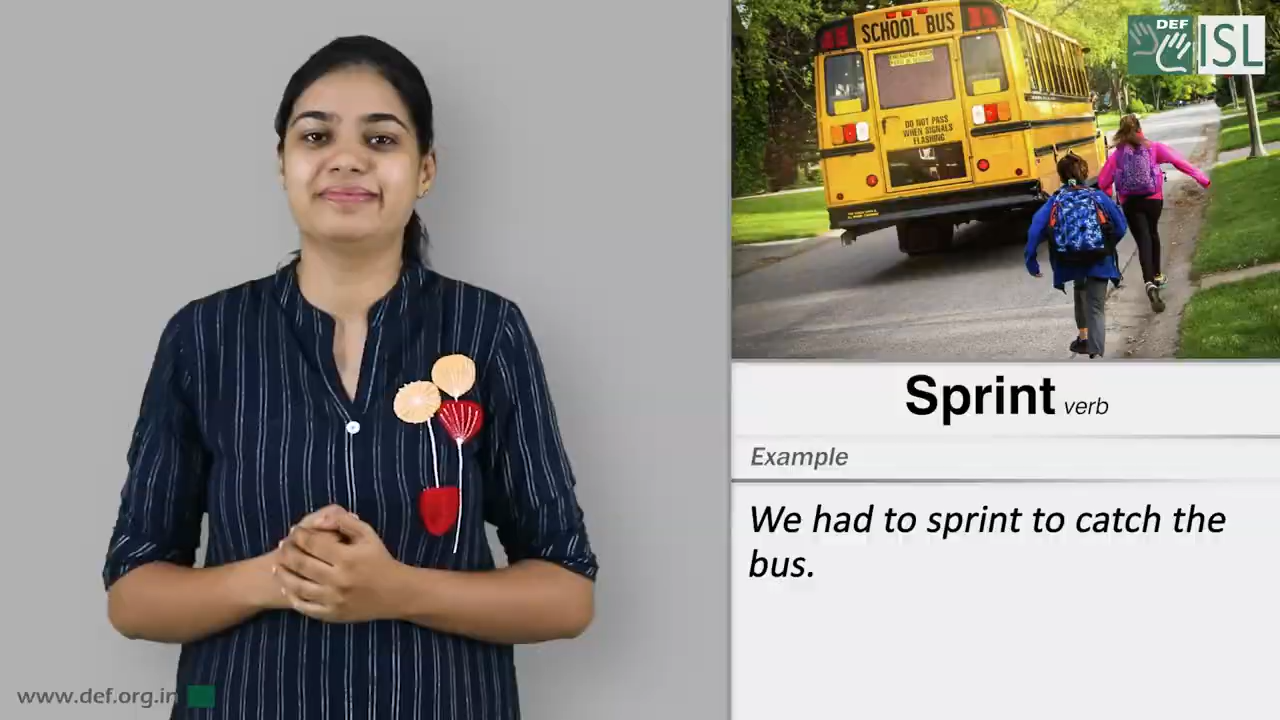 SCHOOL BUS
DO NOT PASS
WHEN SIGNALS
FLASHING
DEF
ISL
Sprint verb
Example
We had to sprint to catch the
bus.
www.def.org.in